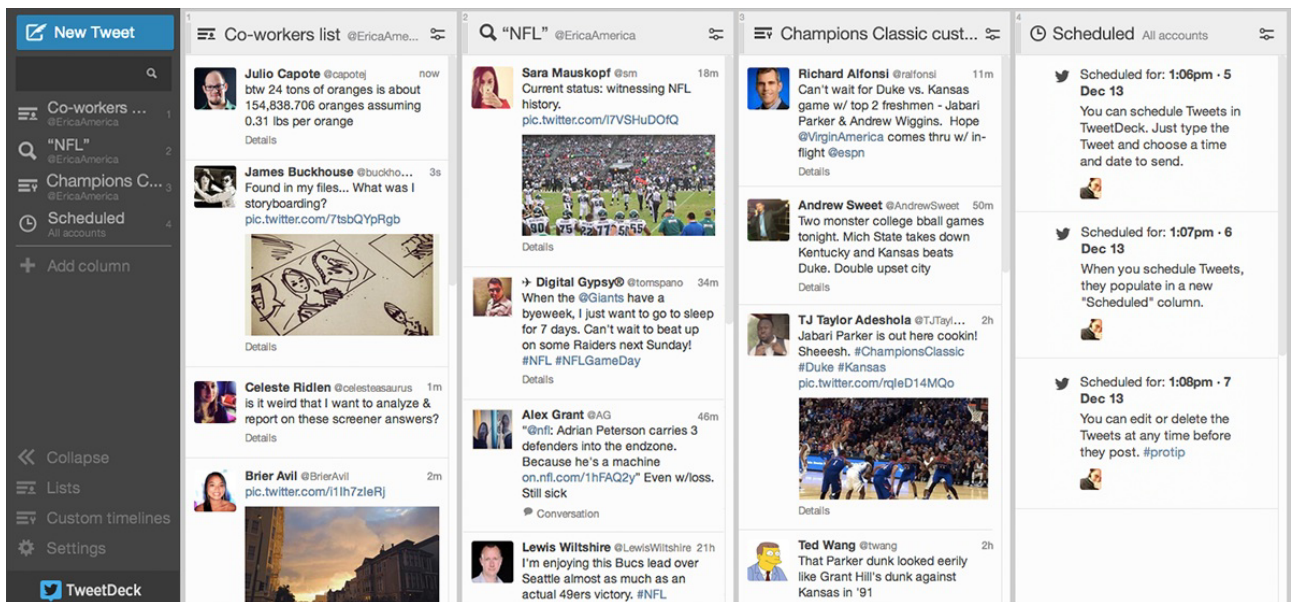 New Tweet
Co-workers ...
@EricaAmerica
1
"NFL"
@EricaAmerica
2
Champions C...
@EricaAmerica
3
Scheduled
All accounts
4
Add column
Collapse
Lists
Custom timelines
Settings
TweetDeck
1
Co-workers list @EricaAme...
Julio Capote @capotej now
btw 24 tons of oranges is about
154,838.706 oranges assuming
0.31 lbs per orange
Details
James Buckhouse @buckho... 3s
Found in my files... What was I
storyboarding?
pic.twitter.com/7tsbQYpRgb
Details
Celeste Ridlen @celesteasaurus 1m
is it weird that I want to analyze &
report on these screener answers?
Details
Brier Avil @BrierAvil 2m
pic.twitter.com/i1Ih7zIeRj
2
"NFL" @EricaAmerica
Sara Mauskopf @sm 18m
Current status: witnessing NFL
history.
pic.twitter.com/l7VSHuDOfQ
90 75 22 77 56 55
Details
✈ Digital Gypsy® @tomspano 34m
When the @Giants have a
byeweek, I just want to go to sleep
for 7 days. Can't wait to beat up
on some Raiders next Sunday!
#NFL #NFLGameDay
Details
Alex Grant @AG 46m
"@nfl: Adrian Peterson carries 3
defenders into the endzone.
Because he's a machine
on.nfl.com/1hFAQ2y" Even w/loss.
Still sick
Conversation
Lewis Wiltshire @LewisWiltshire 21h
I'm enjoying this Bucs lead over
Seattle almost as much as an
actual 49ers victory. #NFL
3
Champions Classic cust...
Richard Alfonsi @ralfonsi 11m
Can't wait for Duke vs. Kansas
game w/ top 2 freshmen - Jabari
Parker & Andrew Wiggins. Hope
@VirginAmerica comes thru w/ in-
flight @espn
Details
Andrew Sweet @AndrewSweet 50m
Two monster college bball games
tonight. Mich State takes down
Kentucky and Kansas beats
Duke. Double upset city
Details
TJ Taylor Adeshola @TJTayl... 2h
Jabari Parker is out here cookin!
Sheeesh. #ChampionsClassic
#Duke #Kansas
pic.twitter.com/rqleD14MQo
Details
Ted Wang @twang 2h
That Parker dunk looked eerily
like Grant Hill's dunk against
Kansas in '91
4
Scheduled All accounts
Scheduled for: 1:06pm · 5
Dec 13
You can schedule Tweets in
TweetDeck. Just type the
Tweet and choose a time
and date to send.
Scheduled for: 1:07pm · 6
Dec 13
When you schedule Tweets,
they populate in a new
"Scheduled" column.
Scheduled for: 1:08pm · 7
Dec 13
You can edit or delete the
Tweets at any time before
they post. #protip